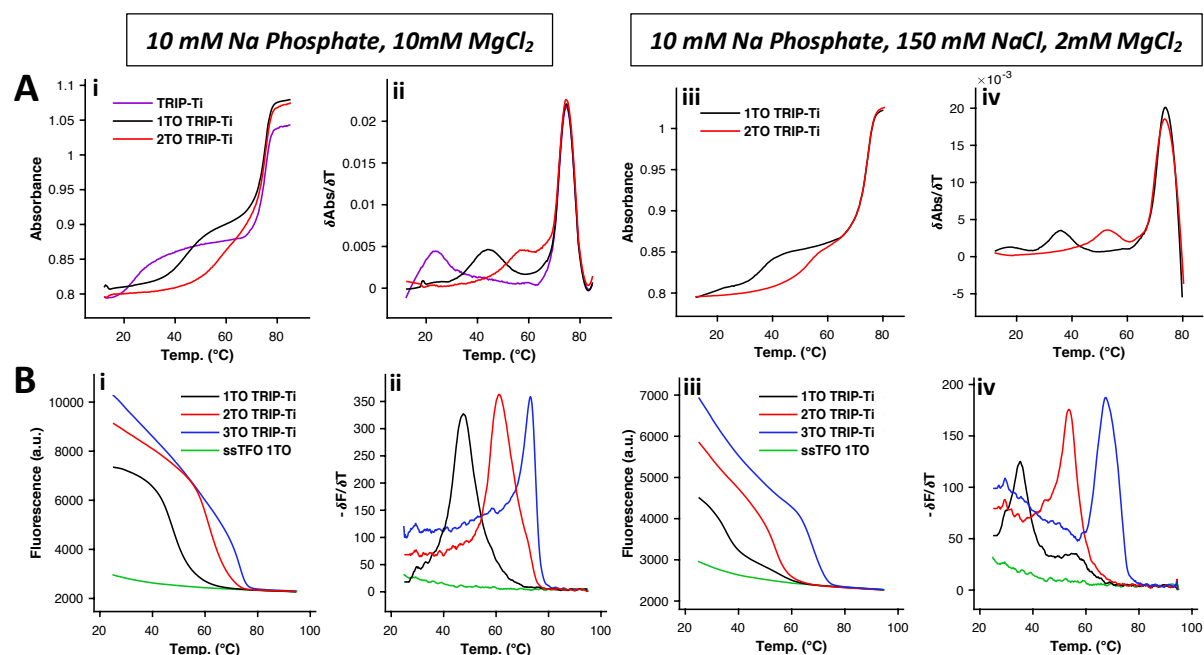 10 mM Na Phosphate, 10mM MgCl₂
10 mM Na Phosphate, 150 mM NaCl, 2mM MgCl₂
A
i
1.1
1.05
1
0.95
0.9
0.85
0.8
Absorbance
TRIP-Ti
1TO TRIP-Ti
2TO TRIP-Ti
20 40 60 80
Temp. (°C)
ii
0.02
0.015
0.01
0.005
0
δAbs/δT
20 40 60 80
Temp. (°C)
iii
1
0.95
0.9
0.85
0.8
Absorbance
1TO TRIP-Ti
2TO TRIP-Ti
20 40 60 80
Temp. (°C)
×10⁻³
iv
20
15
10
5
0
-5
δAbs/δT
20 40 60 80
Temp. (°C)
B
i
10000
8000
6000
4000
2000
Fluorescence (a.u.)
1TO TRIP-Ti
2TO TRIP-Ti
3TO TRIP-Ti
ssTFO 1TO
20 40 60 80 100
Temp. (°C)
ii
400
350
300
250
200
150
100
50
0
- δF/δT
20 40 60 80 100
Temp. (°C)
iii
7000
6000
5000
4000
3000
2000
Fluorescence (a.u.)
1TO TRIP-Ti
2TO TRIP-Ti
3TO TRIP-Ti
ssTFO 1TO
20 40 60 80 100
Temp. (°C)
iv
200
150
100
50
0
- δF/δT
20 40 60 80 100
Temp. (°C)